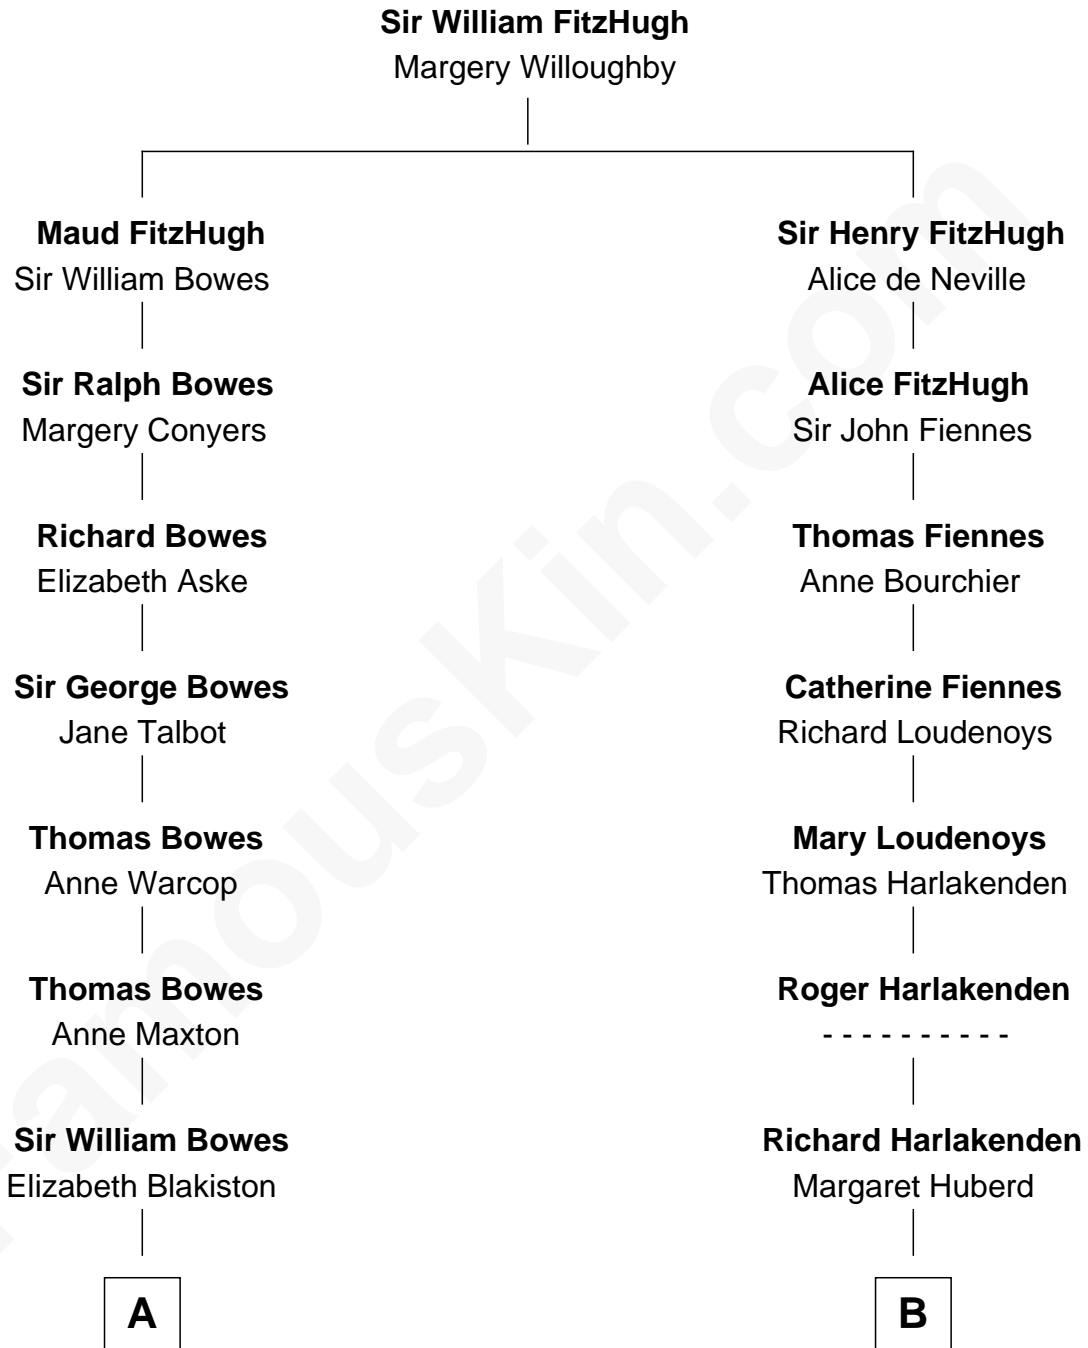 Sir William FitzHugh
Margery Willoughby
Maud FitzHugh
Sir William Bowes
Sir Henry FitzHugh
Alice de Neville
Sir Ralph Bowes
Margery Conyers
Alice FitzHugh
Sir John Fiennes
Richard Bowes
Elizabeth Aske
Thomas Fiennes
Anne Bourchier
Sir George Bowes
Jane Talbot
Catherine Fiennes
Richard Loudenoys
Thomas Bowes
Anne Warcop
Mary Loudenoys
Thomas Harlakenden
Thomas Bowes
Anne Maxton
Roger Harlakenden
- - - - - - - - - -
Sir William Bowes
Elizabeth Blakiston
Richard Harlakenden
Margaret Huberd
A
B
FamousKin.com